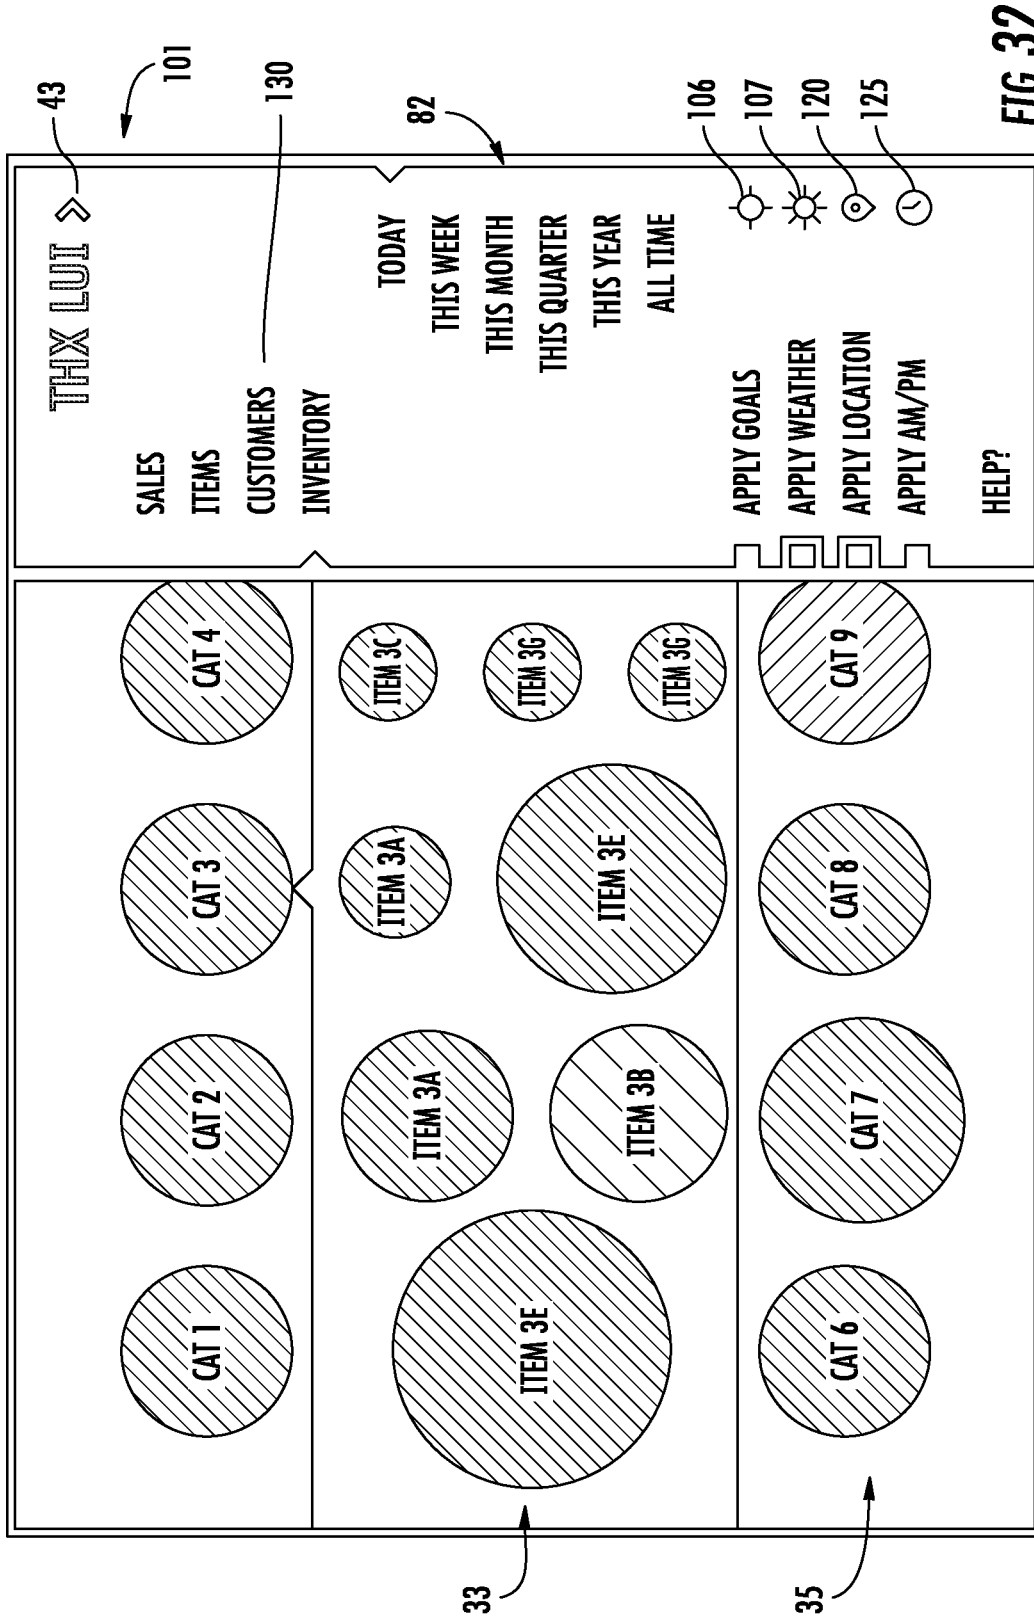 THX LUI
43
101
SALES
ITEMS
CUSTOMERS
INVENTORY
130
TODAY
THIS WEEK
THIS MONTH
THIS QUARTER
THIS YEAR
ALL TIME
82
APPLY GOALS
106
APPLY WEATHER
107
APPLY LOCATION
120
APPLY AM/PM
125
HELP?
CAT 1
CAT 2
CAT 3
CAT 4
ITEM 3E
ITEM 3A
ITEM 3A
ITEM 3C
ITEM 3B
ITEM 3E
ITEM 3G
ITEM 3G
33
CAT 6
CAT 7
CAT 8
CAT 9
35
FIG 32